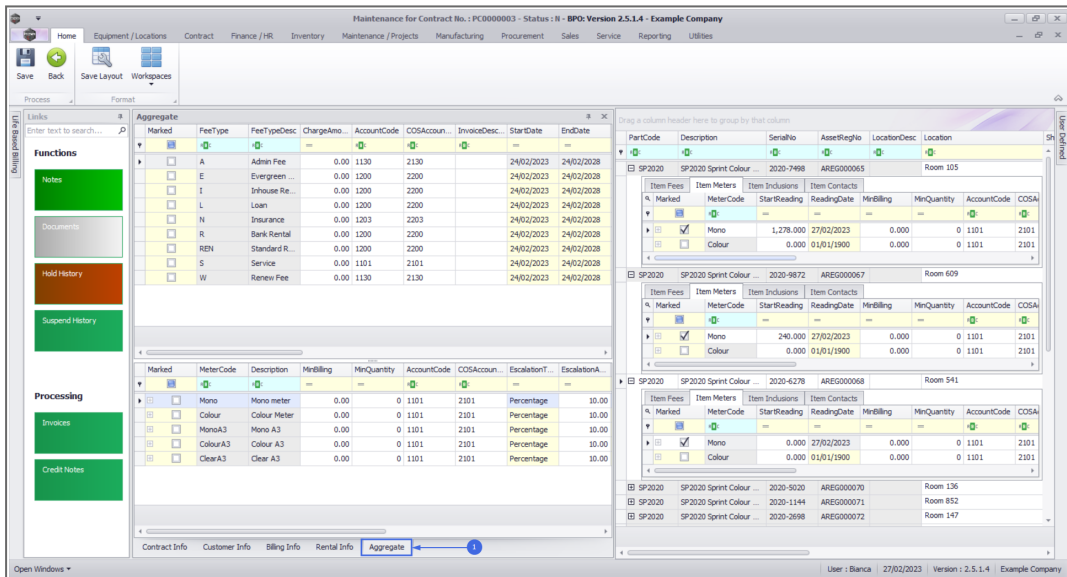 Maintenance for Contract No. : PC0000003 - Status : N - BPO: Version 2.5.1.4 - Example Company
Home Equipment / Locations Contract Finance / HR Inventory Maintenance / Projects Manufacturing Procurement Sales Service Reporting Utilities
Save Back Save Layout Workspaces
Process Format
Life Based Billing
Links
Enter text to search...
Functions
Notes
Documents
Hold History
Suspend History
Processing
Invoices
Credit Notes
Aggregate
Marked FeeType FeeTypeDesc ChargeAmo... AccountCode COSAccoun... InvoiceDesc... StartDate EndDate
A Admin Fee 0.00 1130 2130 24/02/2023 24/02/2028
E Evergreen ... 0.00 1200 2200 24/02/2023 24/02/2028
I Inhouse Re... 0.00 1200 2200 24/02/2023 24/02/2028
L Loan 0.00 1200 2200 24/02/2023 24/02/2028
N Insurance 0.00 1203 2203 24/02/2023 24/02/2028
R Bank Rental 0.00 1200 2200 24/02/2023 24/02/2028
REN Standard R... 0.00 1200 2200 24/02/2023 24/02/2028
S Service 0.00 1101 2101 24/02/2023 24/02/2028
W Renew Fee 0.00 1130 2130 24/02/2023 24/02/2028
Marked MeterCode Description MinBilling MinQuantity AccountCode COSAccoun... EscalationT... EscalationA...
Mono Mono meter 0.00 0 1101 2101 Percentage 10.00
Colour Colour Meter 0.00 0 1101 2101 Percentage 10.00
MonoA3 Mono A3 0.00 0 1101 2101 Percentage 10.00
ColourA3 Colour A3 0.00 0 1101 2101 Percentage 10.00
ClearA3 Clear A3 0.00 0 1101 2101 Percentage 10.00
Contract Info Customer Info Billing Info Rental Info Aggregate 1
Drag a column header here to group by that column
PartCode Description SerialNo AssetRegNo LocationDesc Location Sh
SP2020 SP2020 Sprint Colour ... 2020-7498 AREG000065 Room 105
Item Fees Item Meters Item Inclusions Item Contacts
Marked MeterCode StartReading ReadingDate MinBilling MinQuantity AccountCode COSAc
Mono 1,278.000 27/02/2023 0.000 0 1101 2101
Colour 0.000 01/01/1900 0.000 0 1101 2101
SP2020 SP2020 Sprint Colour ... 2020-9872 AREG000067 Room 609
Item Fees Item Meters Item Inclusions Item Contacts
Marked MeterCode StartReading ReadingDate MinBilling MinQuantity AccountCode COSA
Mono 240.000 27/02/2023 0.000 0 1101 2101
Colour 0.000 01/01/1900 0.000 0 1101 2101
SP2020 SP2020 Sprint Colour ... 2020-6278 AREG000068 Room 541
Item Fees Item Meters Item Inclusions Item Contacts
Marked MeterCode StartReading ReadingDate MinBilling MinQuantity AccountCode COSA
Mono 0.000 27/02/2023 0.000 0 1101 2101
Colour 0.000 01/01/1900 0.000 0 1101 2101
SP2020 SP2020 Sprint Colour ... 2020-5020 AREG000070 Room 136
SP2020 SP2020 Sprint Colour ... 2020-1144 AREG000071 Room 852
SP2020 SP2020 Sprint Colour ... 2020-2698 AREG000072 Room 147
User Defined
Open Windows User : Bianca 27/02/2023 Version : 2.5.1.4 Example Company